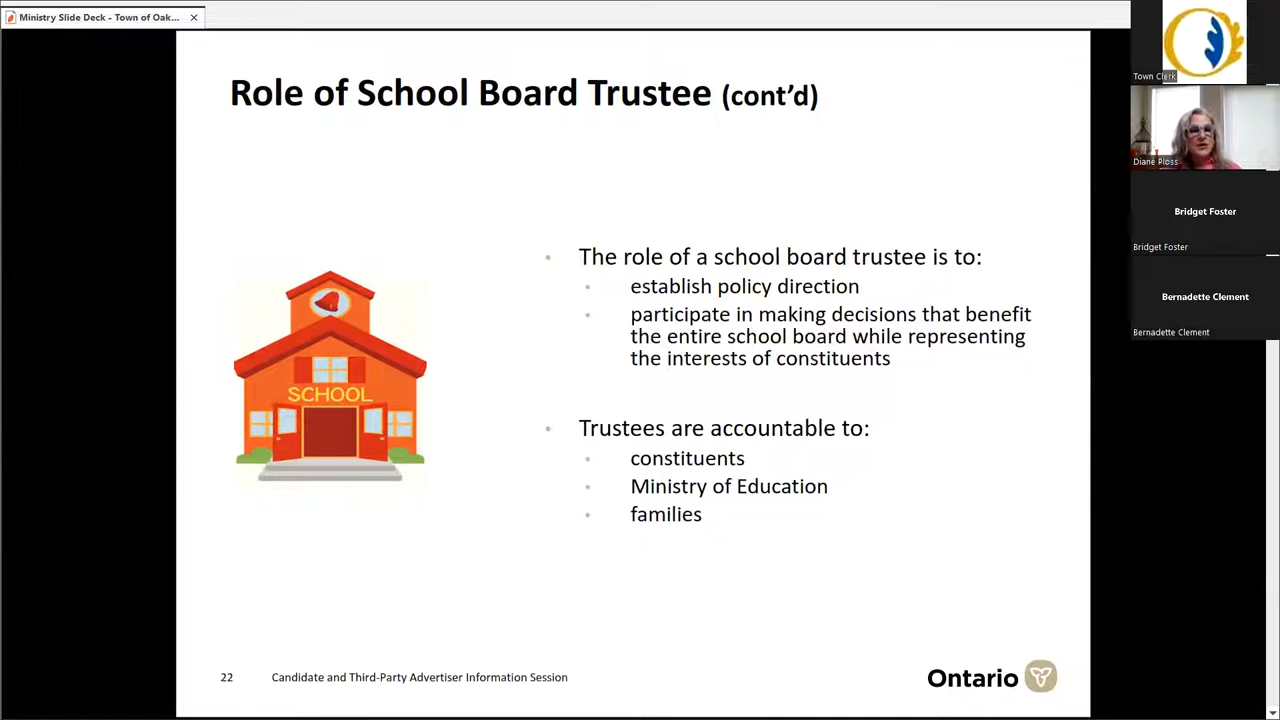 Ministry Slide Deck - Town of Oak...
Role of School Board Trustee (cont’d)
SCHOOL
• The role of a school board trustee is to:
• establish policy direction
• participate in making decisions that benefit
the entire school board while representing
the interests of constituents
• Trustees are accountable to:
• constituents
• Ministry of Education
• families
22
Candidate and Third-Party Advertiser Information Session
Ontario
Town Clerk
Diane Ploss
Bridget Foster
Bridget Foster
Bernadette Clement
Bernadette Clement